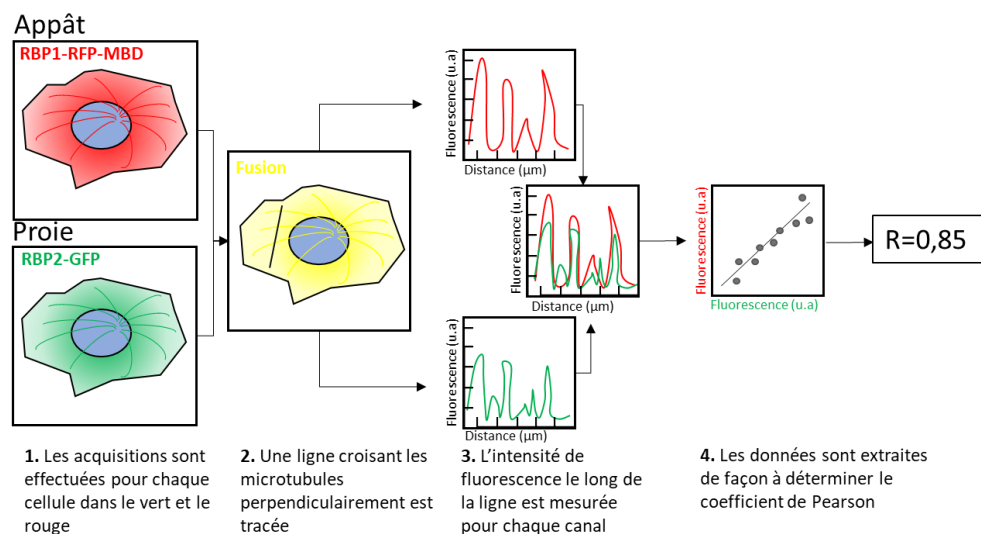 Appât
RBP1-RFP-MBD
Proie
RBP2-GFP
Fusion
Fluorescence (u.a)
Distance (µm)
Fluorescence (u.a)
Distance (µm)
Fluorescence (u.a)
Distance (µm)
Fluorescence (u.a)
Fluorescence (u.a)
R=0,85
1. Les acquisitions sont
effectuées pour chaque
cellule dans le vert et le
rouge
2. Une ligne croisant les
microtubules
perpendiculairement est
tracée
3. L’intensité de
fluorescence le long de
la ligne est mesurée
pour chaque canal
4. Les données sont extraites
de façon à déterminer le
coefficient de Pearson